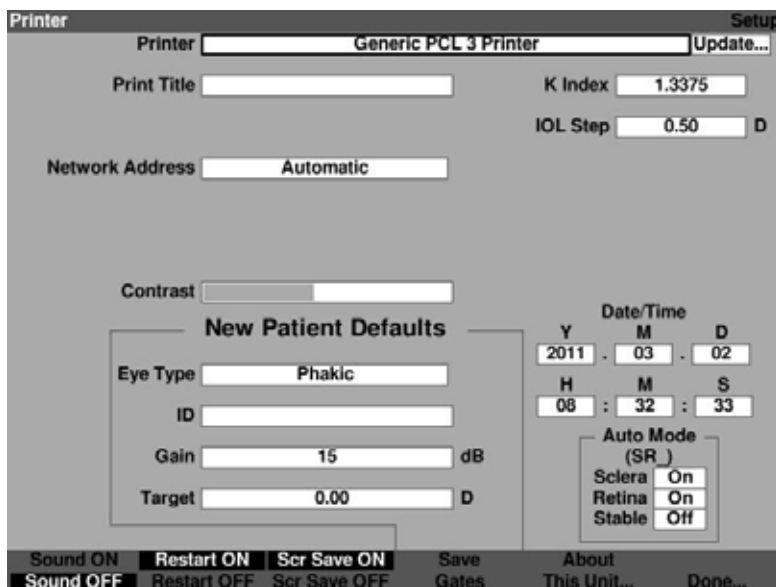 Printer Setup
Printer Generic PCL 3 Printer Update...
Print Title K Index 1.3375
IOL Step 0.50 D
Network Address Automatic
Contrast
Date/Time
New Patient Defaults Y M D
2011 . 03 . 02
Eye Type Phakic H M S
08 : 32 : 33
ID
Auto Mode
Gain 15 dB (SR_)
Sclera On
Retina On
Target 0.00 D Stable Off
Sound ON Restart ON Scr Save ON Save About
Sound OFF Restart OFF Scr Save OFF Gates This Unit... Done...